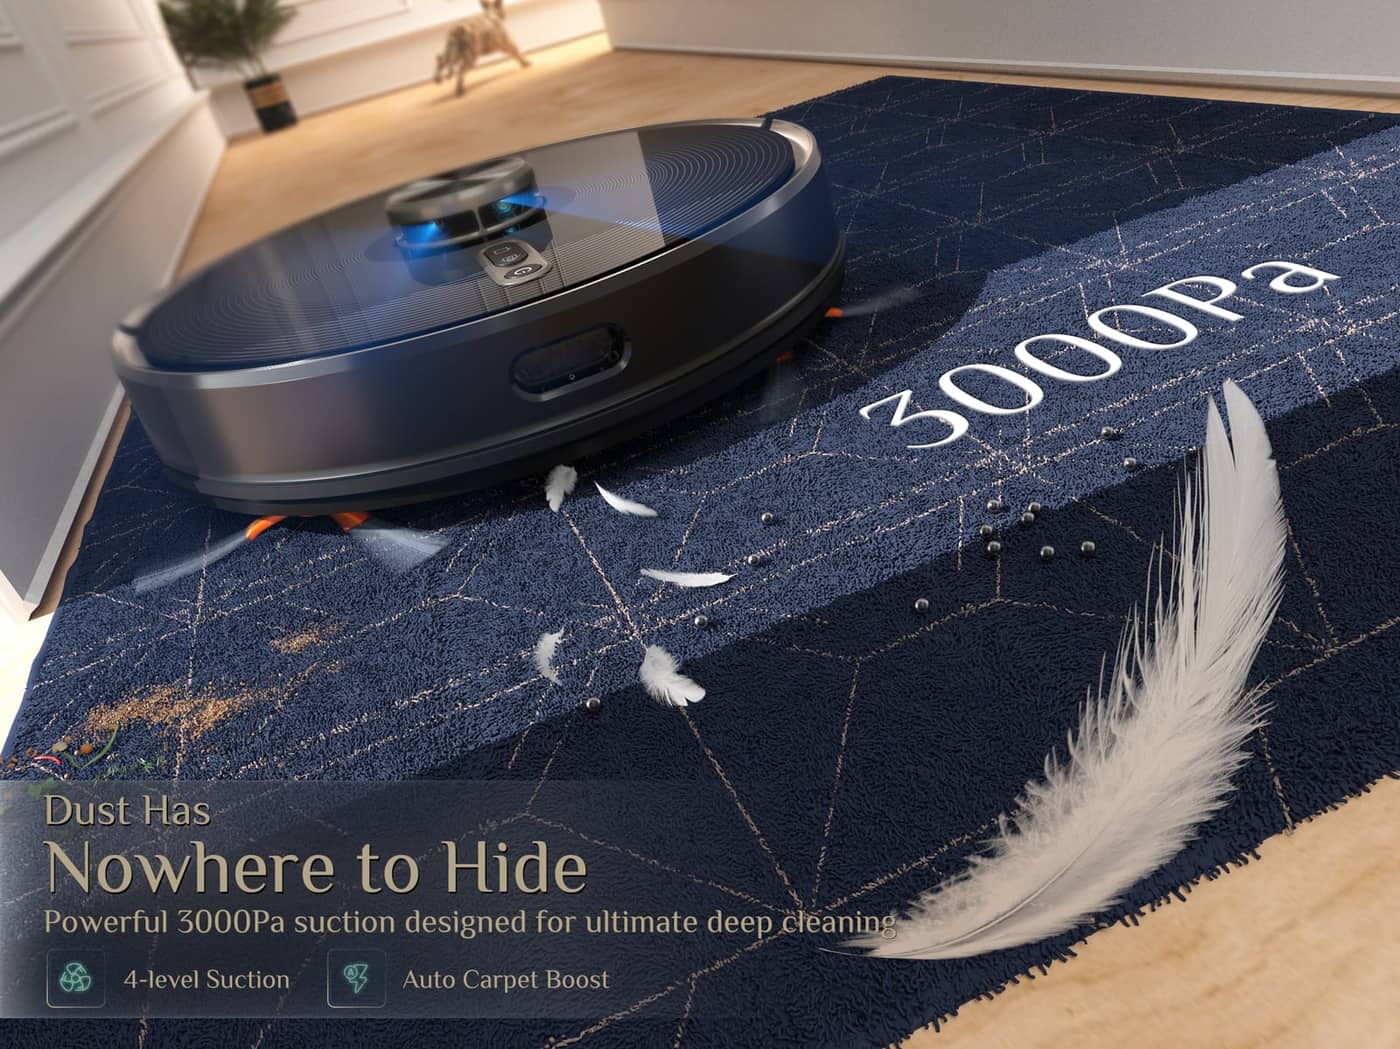 3000Pa
Dust Has
Nowhere to Hide
Powerful 3000Pa suction designed for ultimate deep cleaning
4-level Suction
Auto Carpet Boost